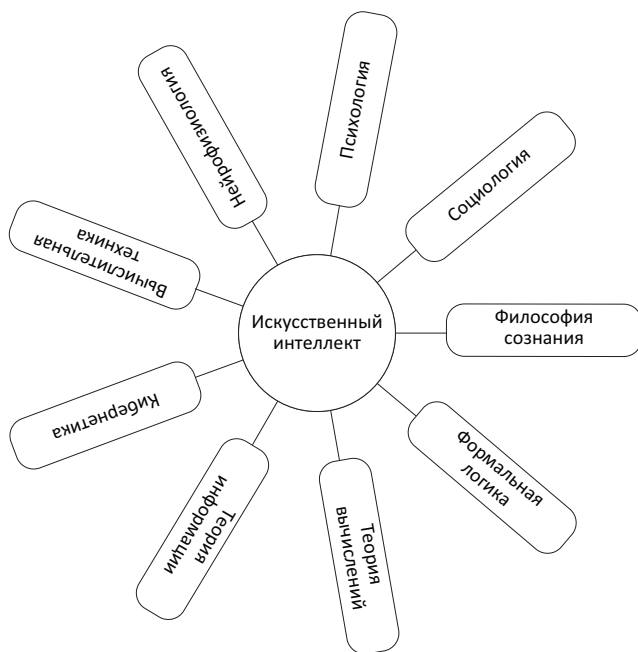 Искусственный
интеллект
Психология
Социология
Философия
сознания
Формальная
логика
Теория
вычислений
Теория
информации
Кибернетика
Вычислительная
техника
Нейрофизиология